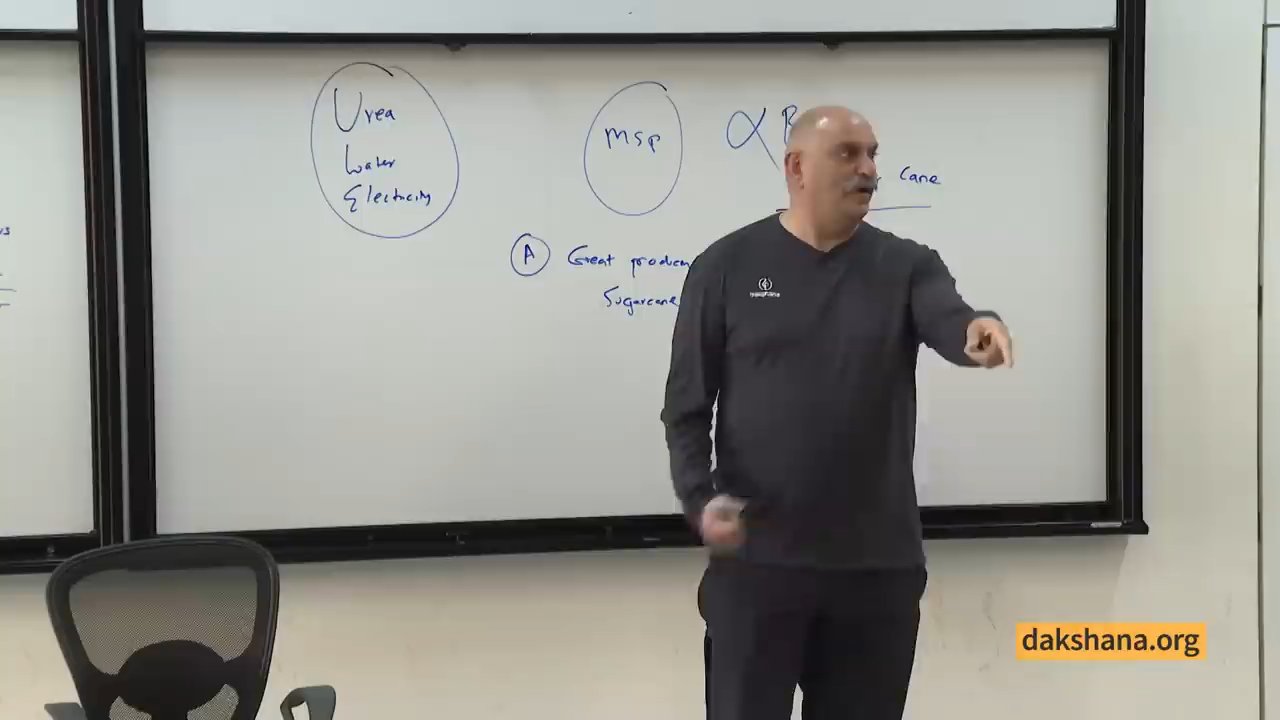 Urea
Water
Electricity
MSP
α
Cane
A Great produc
Sugarcane
dakshana.org